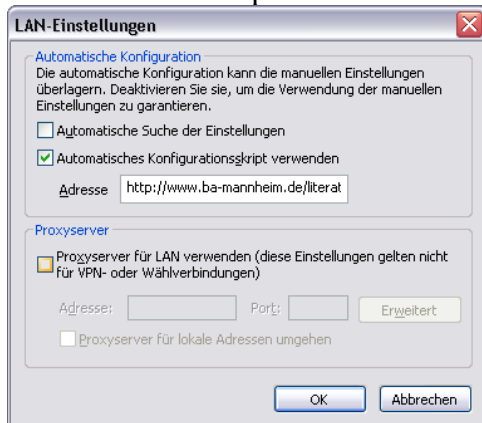 LAN-Einstellungen
Automatische Konfiguration
Die automatische Konfiguration kann die manuellen Einstellungen
überlagern. Deaktivieren Sie sie, um die Verwendung der manuellen
Einstellungen zu garantieren.
Automatische Suche der Einstellungen
Automatisches Konfigurationsskript verwenden
Adresse http://www.ba-mannheim.de/literat
Proxyserver
Proxyserver für LAN verwenden (diese Einstellungen gelten nicht
für VPN- oder Wählverbindungen)
Adresse: Port: Erweitert
Proxyserver für lokale Adressen umgehen
OK Abbrechen